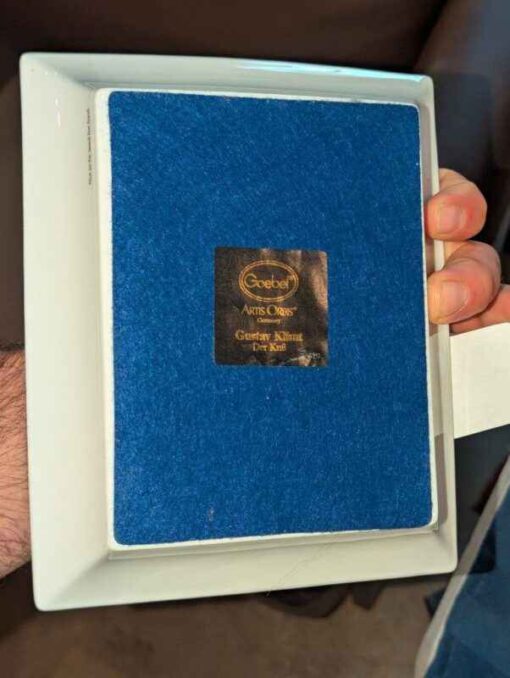 Goebel
ARTIS ORBIS®
Germany
Gustav Klimt
Der Kuß